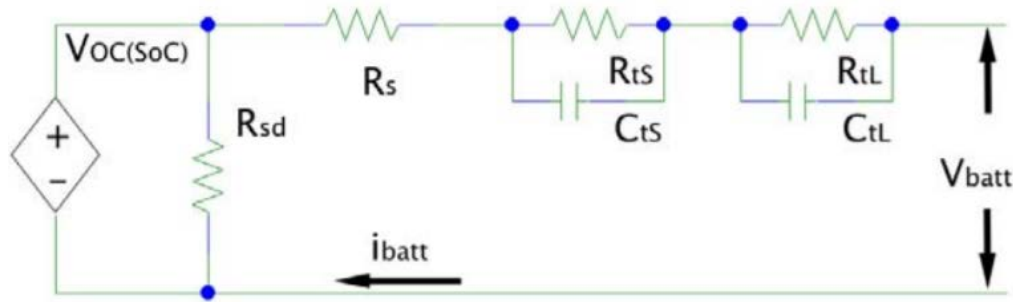 VOC(SoC)
Rsd
+
-
Rs
RtS
CtS
RtL
CtL
Vbatt
ibatt